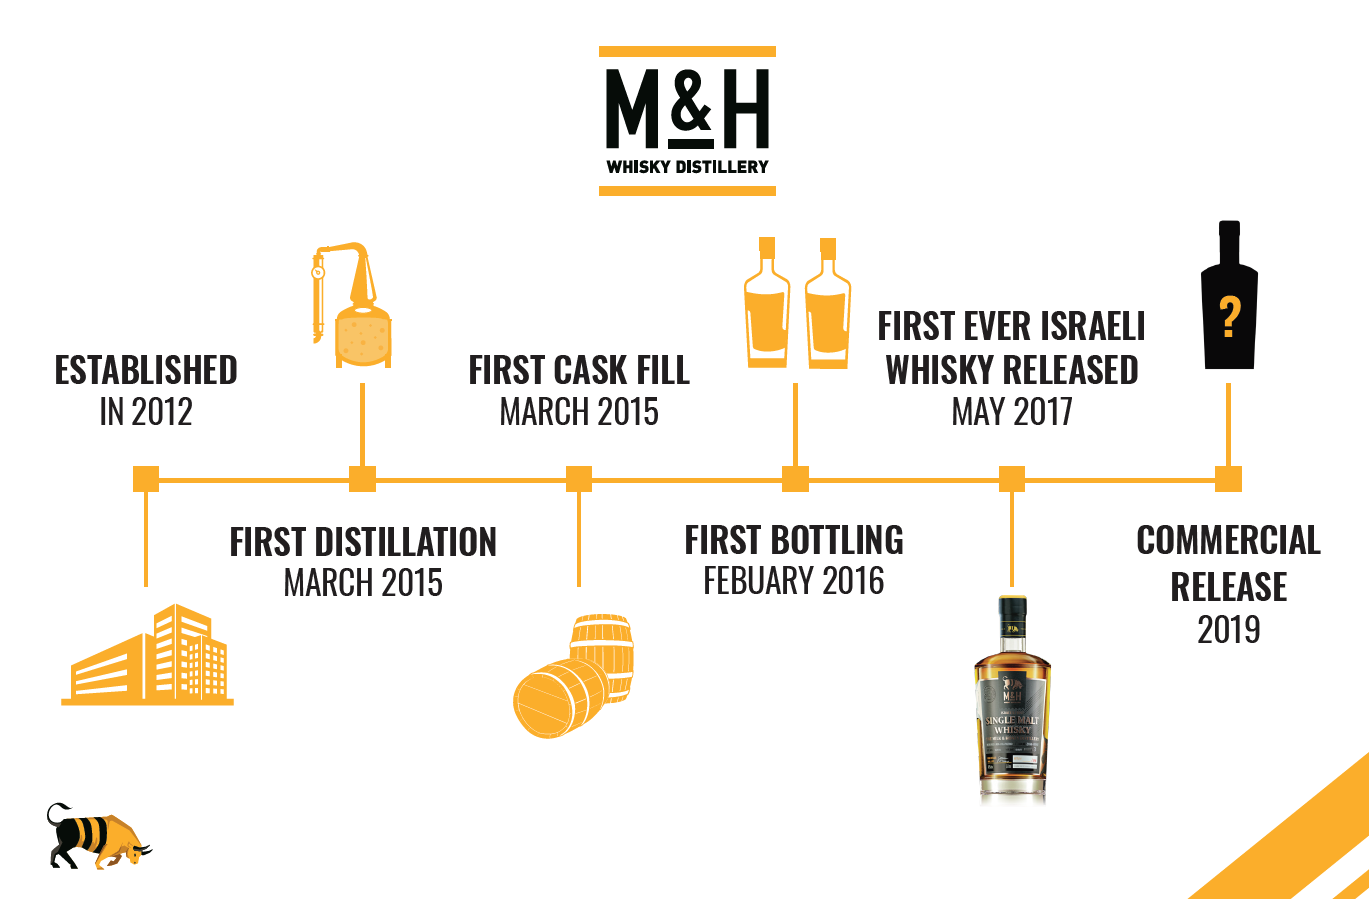 M&H
WHISKY DISTILLERY
ESTABLISHED
IN 2012
FIRST DISTILLATION
MARCH 2015
FIRST CASK FILL
MARCH 2015
FIRST BOTTLING
FEBUARY 2016
FIRST EVER ISRAELI
WHISKY RELEASED
MAY 2017
?
COMMERCIAL
RELEASE
2019
M&H
SINGLE MALT
WHISKY